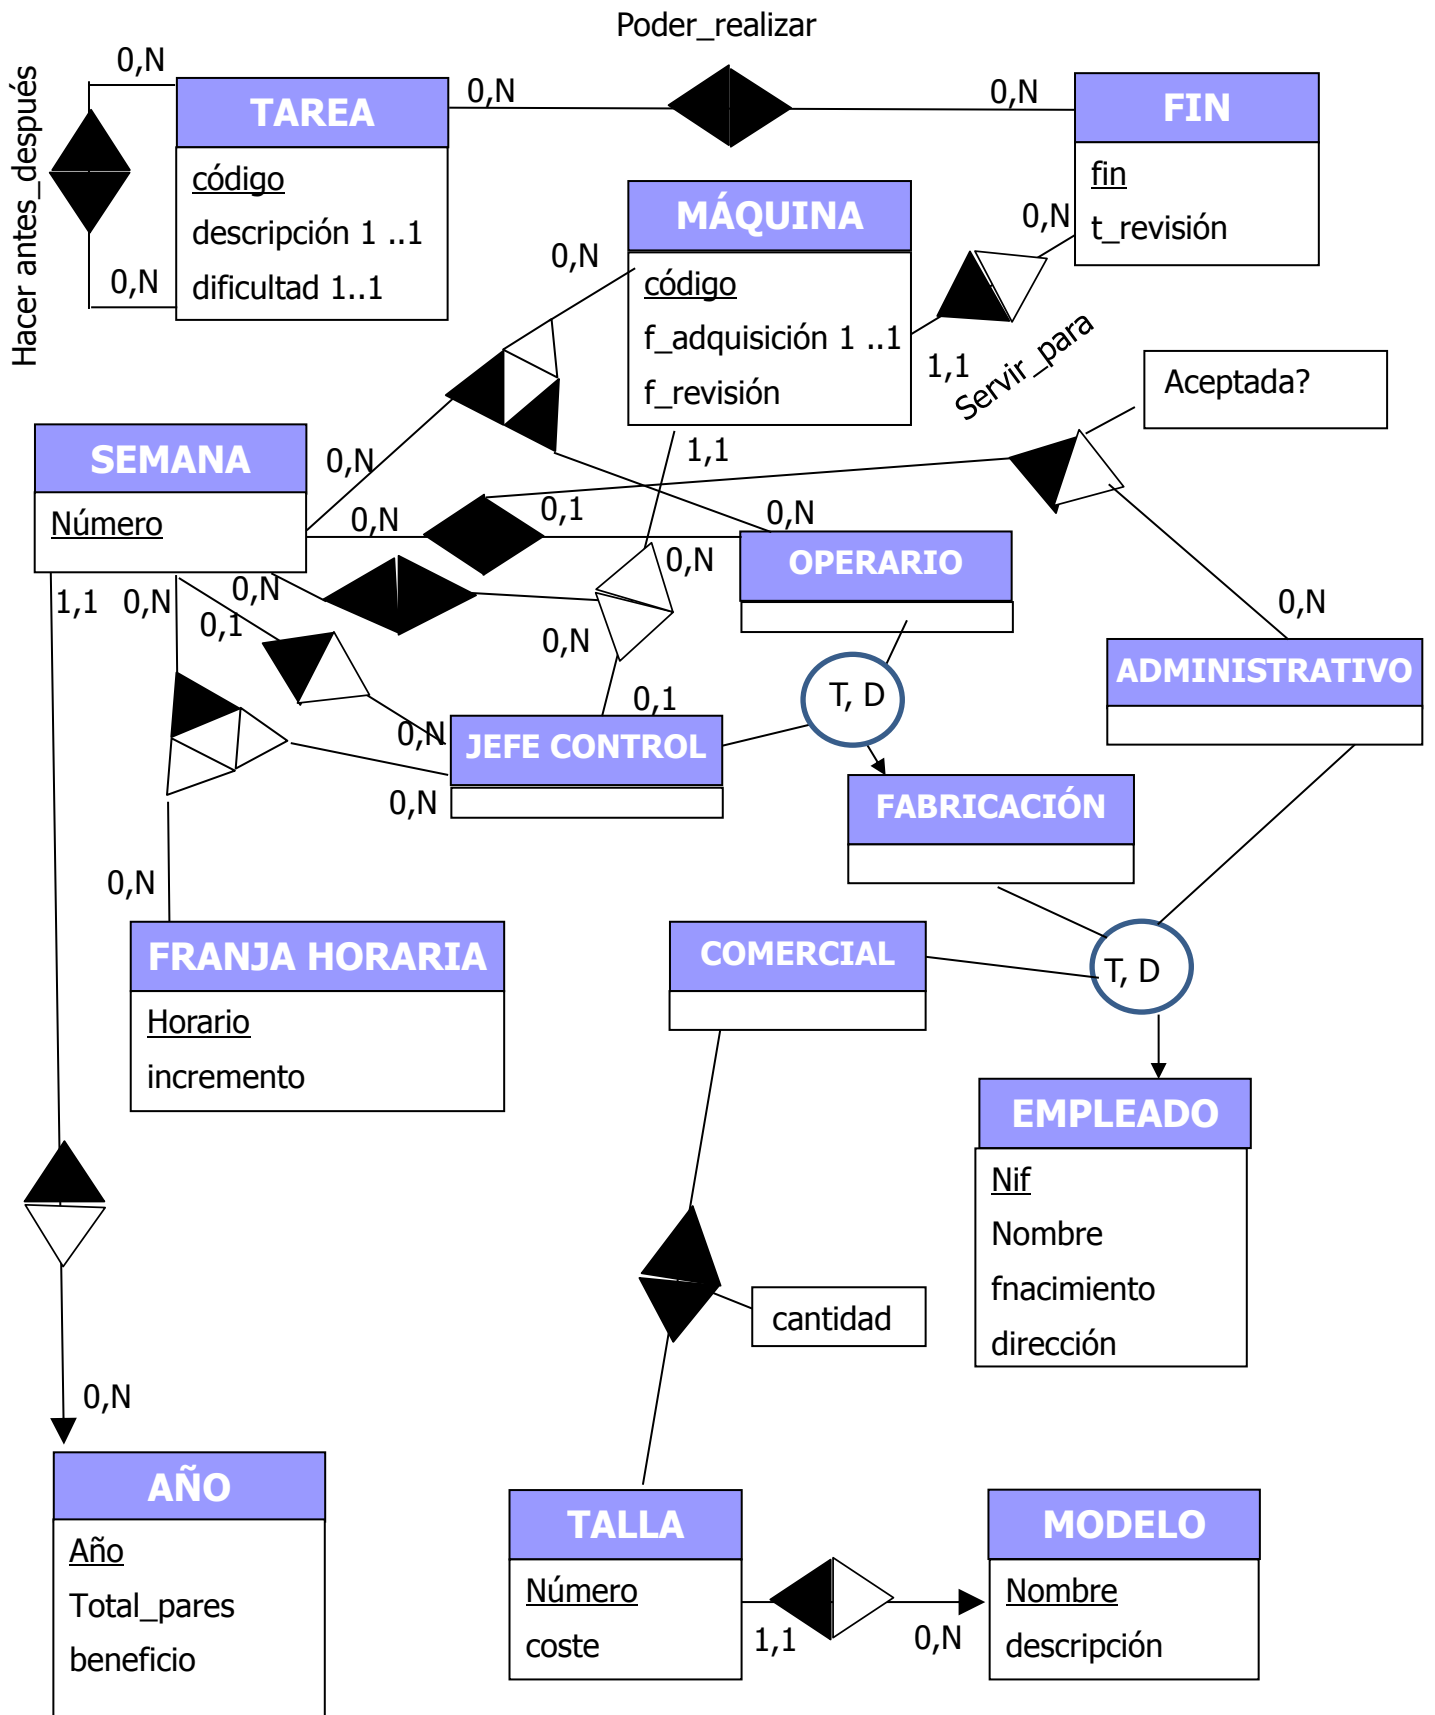 Poder_realizar
0,N
TAREA
0,N
0,N
FIN
Hacer antes_después
código
descripción 1 ..1
dificultad 1..1
0,N
MÁQUINA
código
f_adquisición 1 ..1
f_revisión
fin
t_revisión
0,N
0,N
1,1
Servir_para
Aceptada?
SEMANA
Número
0,N
1,1
0,N
0,1
0,N
OPERARIO
0,N
0,N
1,1
0,N
0,N
0,1
0,N
0,1
T, D
ADMINISTRATIVO
JEFE CONTROL
0,N
0,N
FABRICACIÓN
0,N
FRANJA HORARIA
Horario
incremento
COMERCIAL
T, D
EMPLEADO
Nif
Nombre
fnacimiento
dirección
cantidad
0,N
AÑO
Año
Total_pares
beneficio
TALLA
Número
coste
1,1
0,N
MODELO
Nombre
descripción